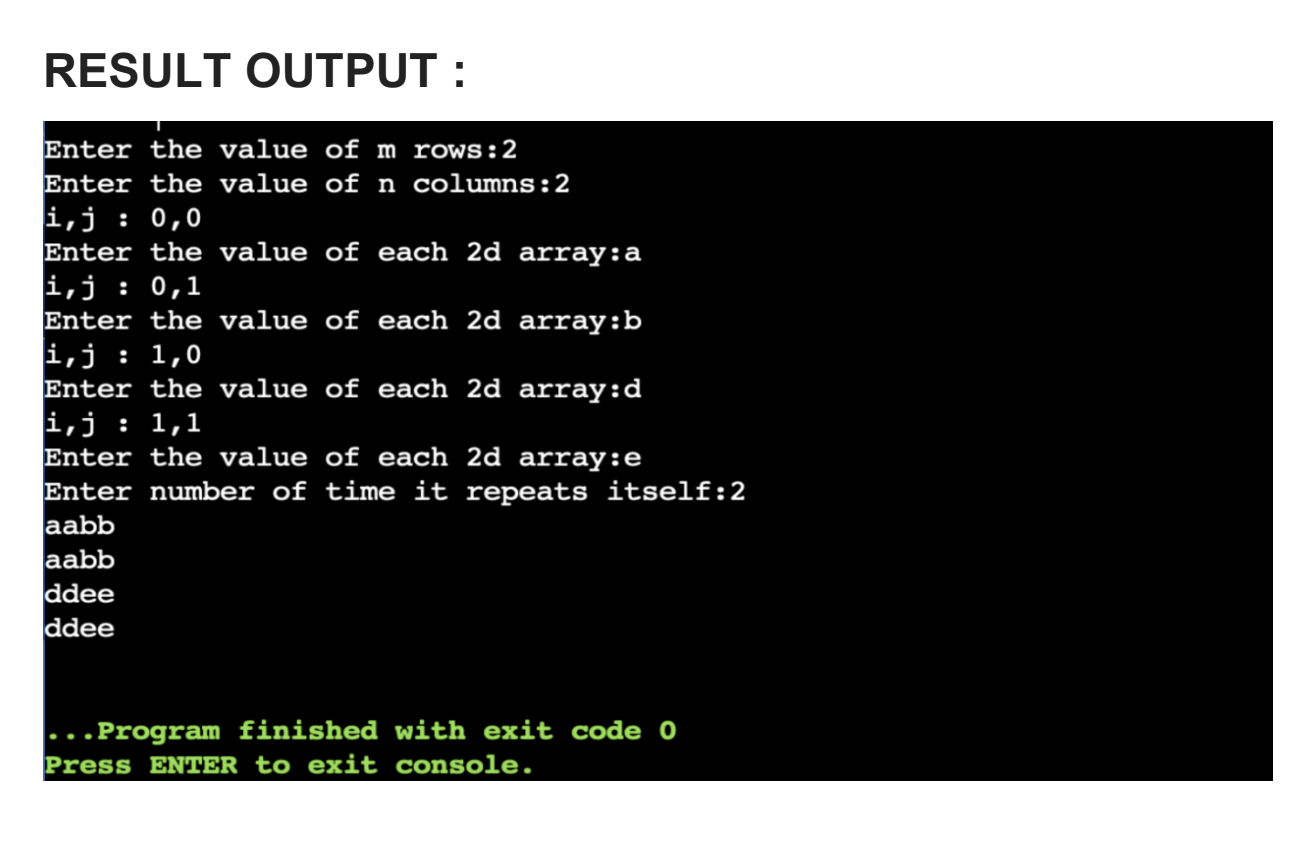 RESULT OUTPUT :
Enter the value of m rows:2
Enter the value of n columns:2
i,j : 0,0
Enter the value of each 2d array:a
i,j : 0,1
Enter the value of each 2d array:b
i,j : 1,0
Enter the value of each 2d array:d
i,j : 1,1
Enter the value of each 2d array:e
Enter number of time it repeats itself:2
aabb
aabb
ddee
ddee
...Program finished with exit code 0
Press ENTER to exit console.